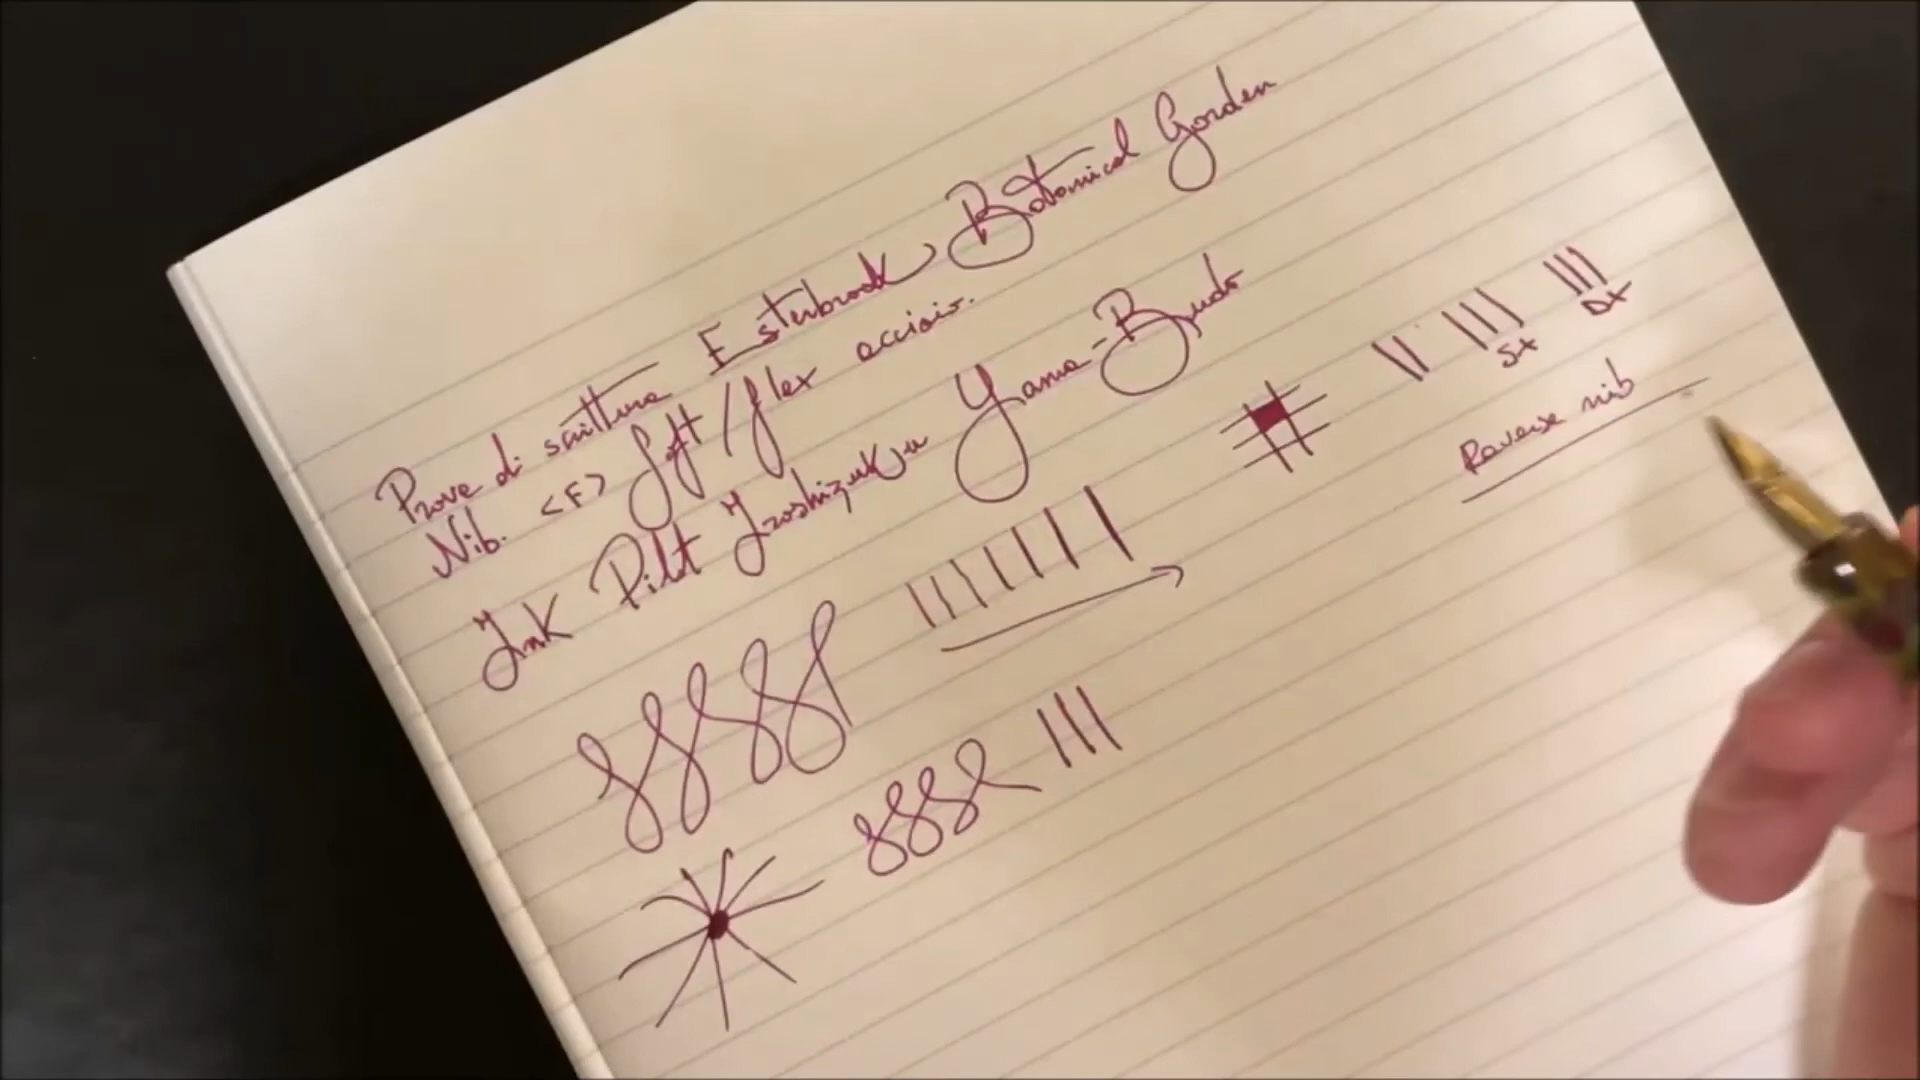 Prove di scrittura Esterbrook Botanical Garden
Nib. <F> Soft/flex acciaio.
Ink Pilot Iroshizuku Yama-Budo
Sx
Dx
Reverse nib